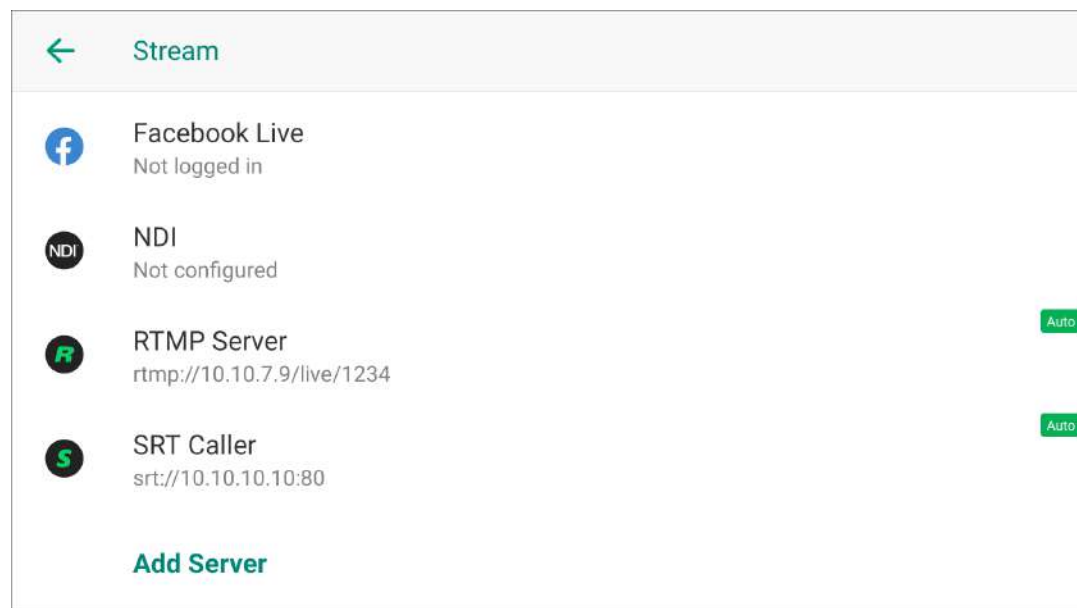 Stream
Facebook Live
Not logged in
NDI
NDI
Not configured
Auto
RTMP Server
R
rtmp://10.10.7.9/live/1234
Auto
SRT Caller
S
srt://10.10.10.10:80
Add Server